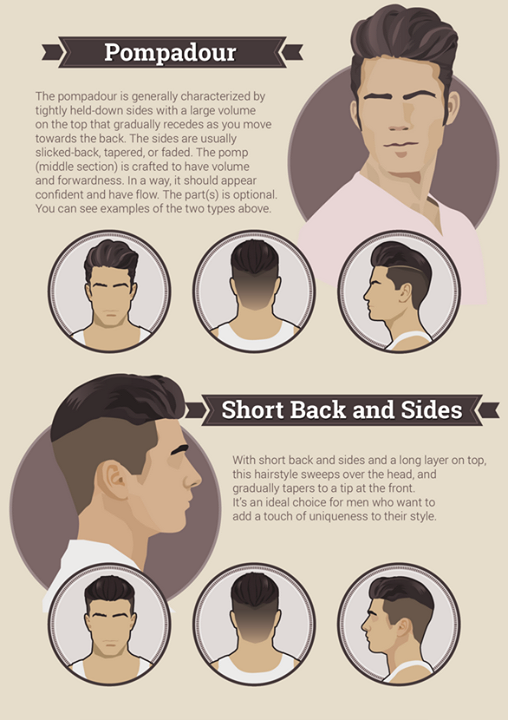 Pompadour
The pompadour is generally characterized by
tightly held-down sides with a large volume
on the top that gradually recedes as you move
towards the back. The sides are usually
slicked-back, tapered, or faded. The pomp
(middle section) is crafted to have volume
and forwardness. In a way, it should appear
confident and have flow. The part(s) is optional.
You can see examples of the two types above.
Short Back and Sides
With short back and sides and a long layer on top,
this hairstyle sweeps over the head, and
gradually tapers to a tip at the front.
It's an ideal choice for men who want to
add a touch of uniqueness to their style.